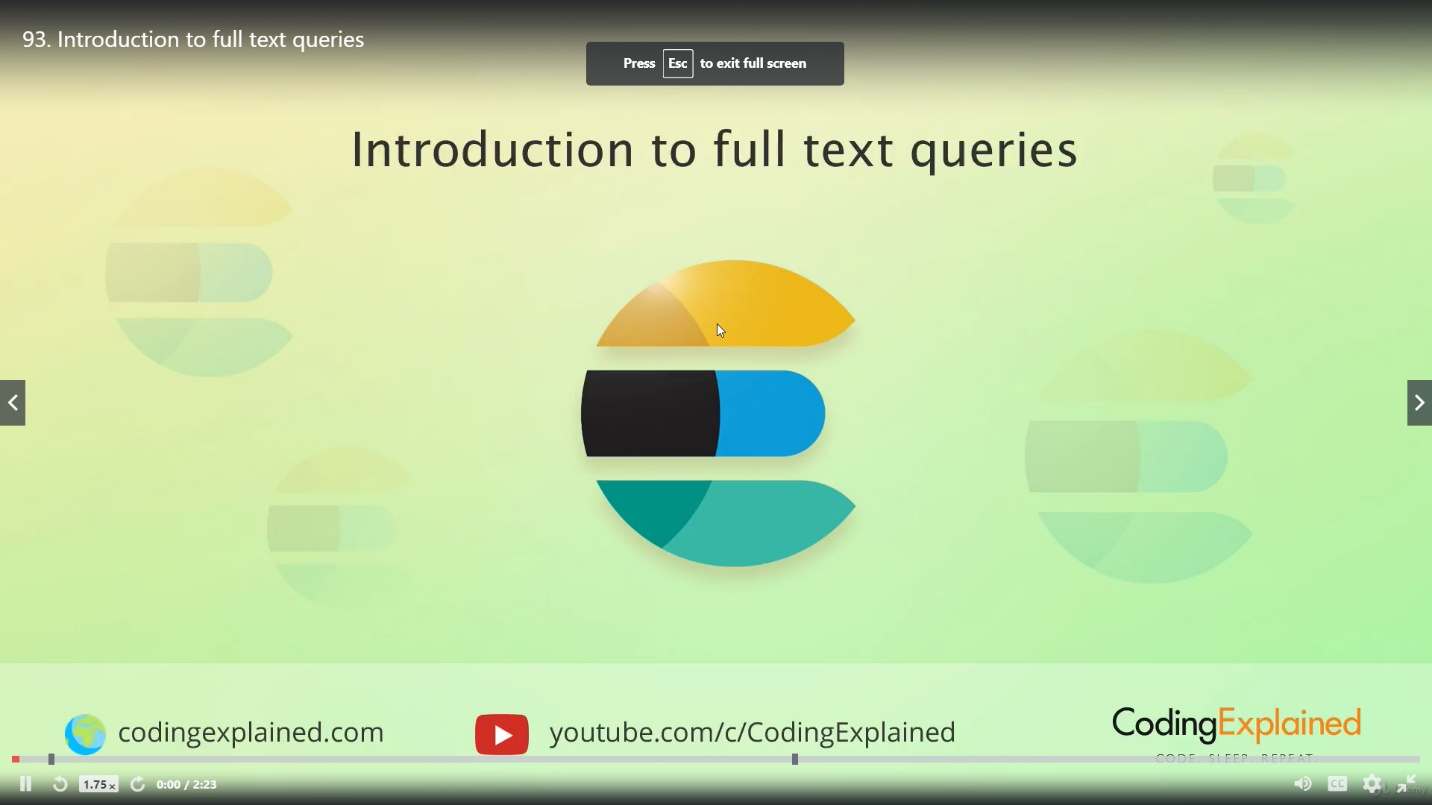 93. Introduction to full text queries
Press Esc to exit full screen
Introduction to full text queries
codingexplained.com
youtube.com/c/CodingExplained
CodingExplained
CODE. SLEEP. REPEAT.
1.75x
0:00 / 2:23
CC